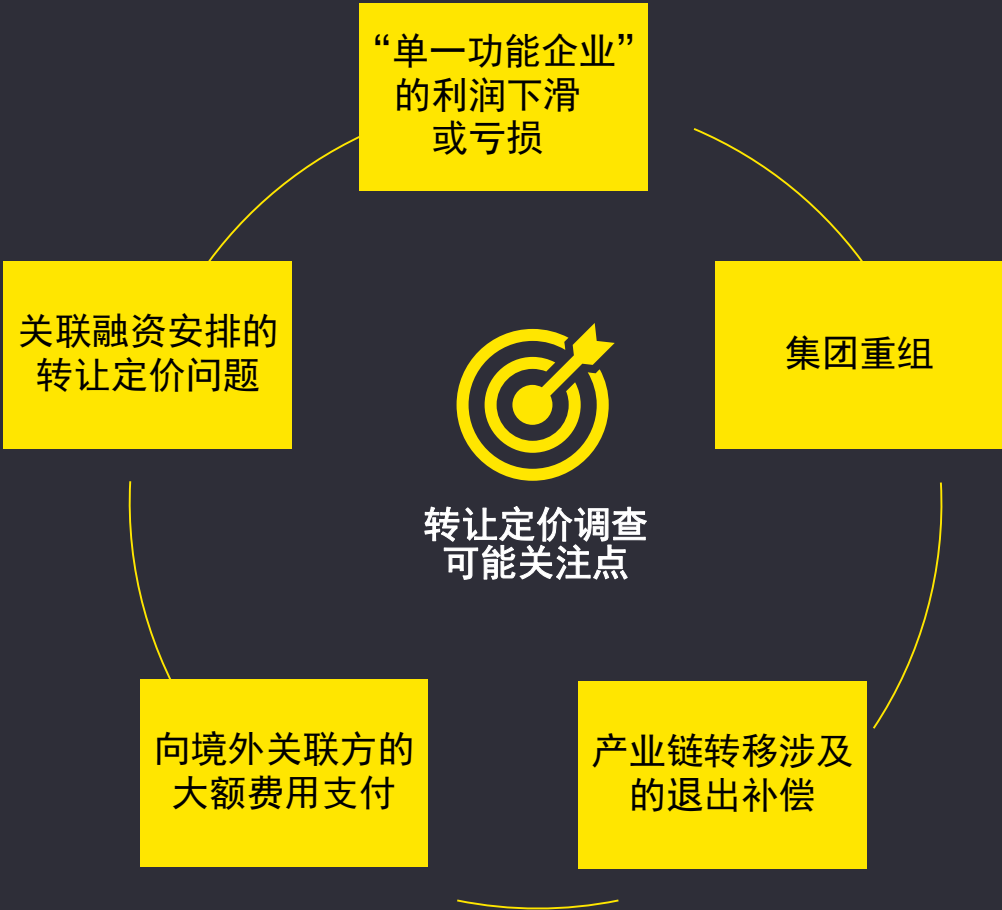 “单一功能企业”
的利润下滑
或亏损
关联融资安排的
转让定价问题
集团重组
转让定价调查
可能关注点
向境外关联方的
大额费用支付
产业链转移涉及
的退出补偿